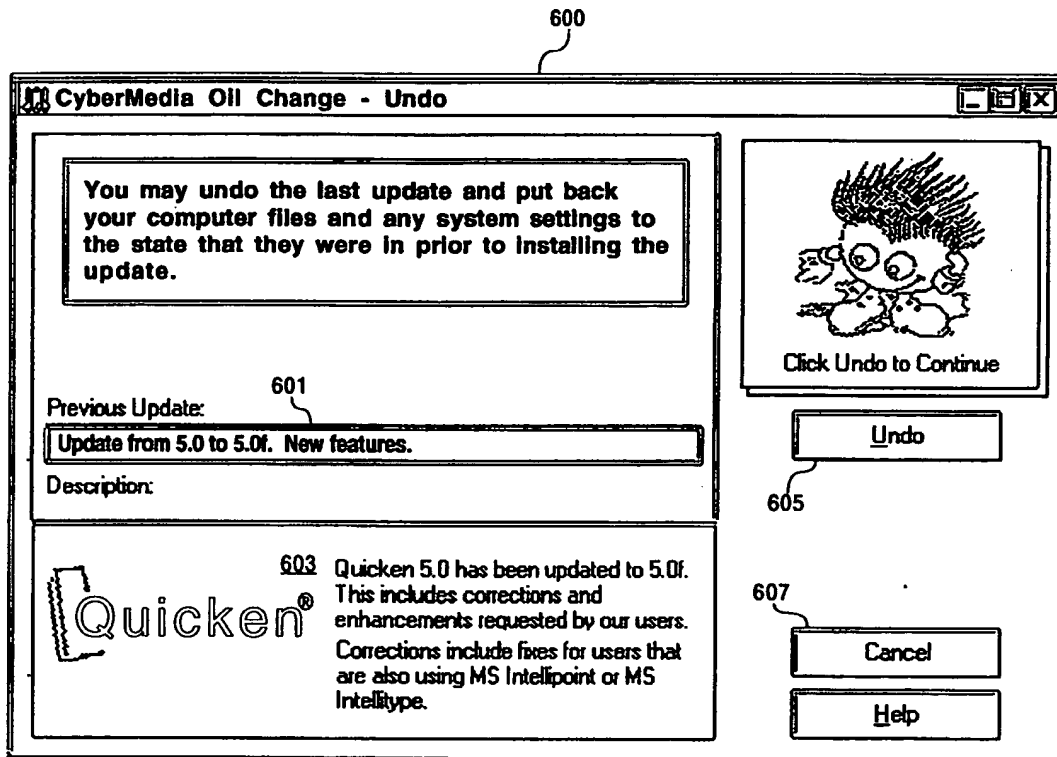 600
CyberMedia Oil Change - Undo
You may undo the last update and put back
your computer files and any system settings to
the state that they were in prior to installing the
update.
Click Undo to Continue
601
Previous Update:
Update from 5.0 to 5.0f. New features.
Undo
605
Description:
603
Quicken®
Quicken 5.0 has been updated to 5.0f.
This includes corrections and
enhancements requested by our users.
Corrections include fixes for users that
are also using MS Intellipoint or MS
Intellitype.
607
Cancel
Help